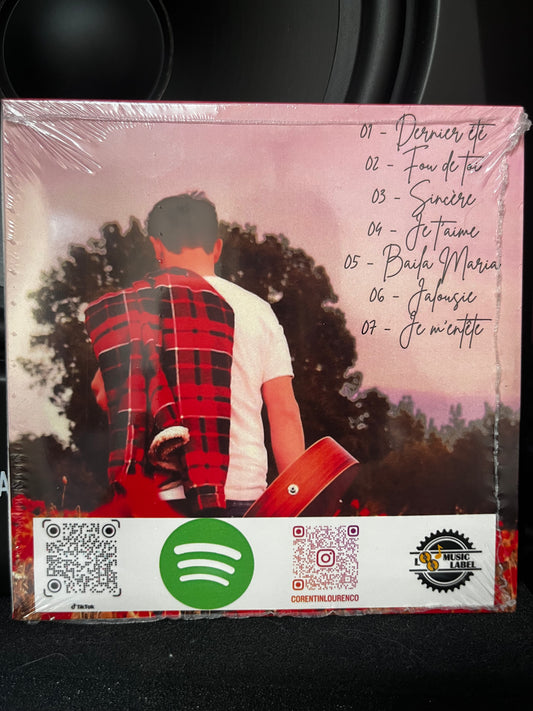 01 - Dernier été
02 - Fou de toi
03 - Sincère
04 - Je t'aime
05 - Baila Maria
06 - Jalousie
07 - Je m'entête
TikTok
CORENTINLOURENCO
MUSIC
LABEL